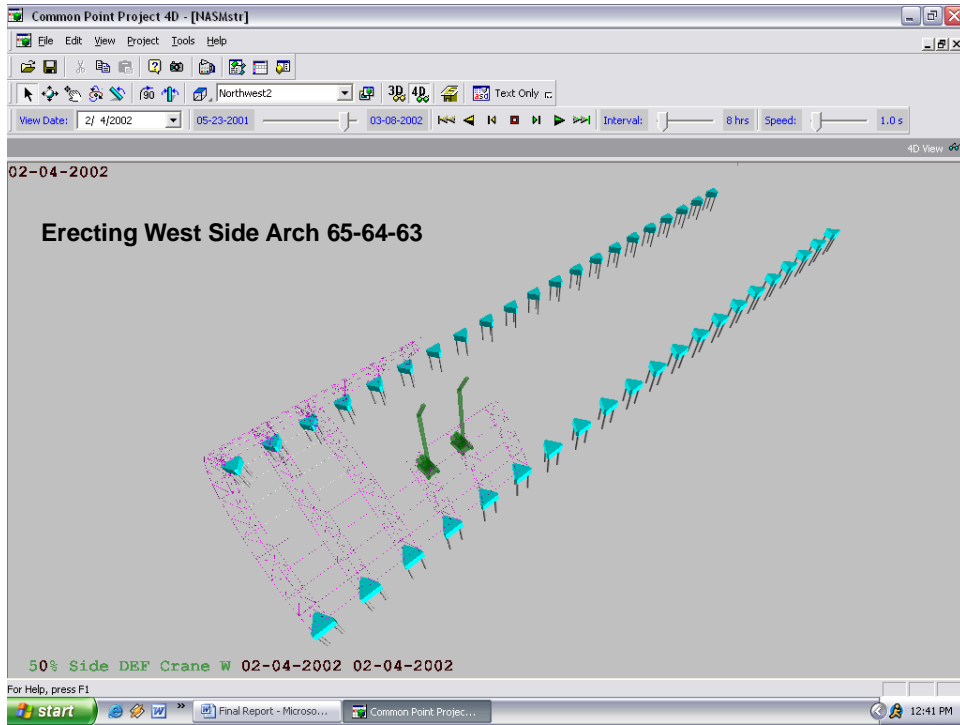 Common Point Project 4D - [NASMstr]
File Edit View Project Tools Help
Northwest2 3D 4D Text Only
View Date: 2/ 4/2002 05-23-2001 03-08-2002 Interval: 8 hrs Speed: 1.0 s
4D View
02-04-2002
Erecting West Side Arch 65-64-63
50% Side DEF Crane W 02-04-2002 02-04-2002
For Help, press F1
start Final Report - Microso... Common Point Projec... 12:41 PM